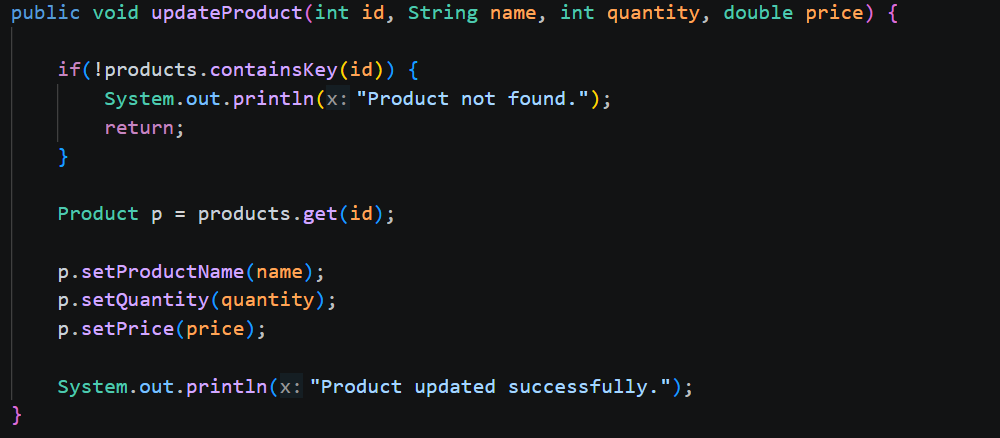 public void updateProduct(int id, String name, int quantity, double price) {
if(!products.containsKey(id)) {
System.out.println(x: "Product not found.");
return;
}
Product p = products.get(id);
p.setProductName(name);
p.setQuantity(quantity);
p.setPrice(price);
System.out.println(x: "Product updated successfully.");
}